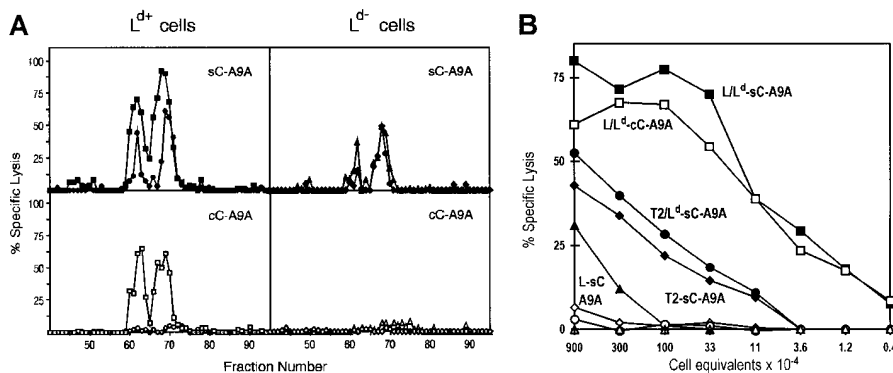 A
L^d+ cells
L^d- cells
sC-A9A
sC-A9A
100
75
50
25
cC-A9A
cC-A9A
100
75
50
25
0
% Specific Lysis
50 60 70 80 90
50 60 70 80 90
Fraction Number
B
75
50
25
0
% Specific Lysis
L/L^d-sC-A9A
L/L^d-cC-A9A
T2/L^d-sC-A9A
T2-sC-A9A
L-sC
A9A
900 300 100 33 11 3.6 1.2 0.4
Cell equivalents x 10^-4